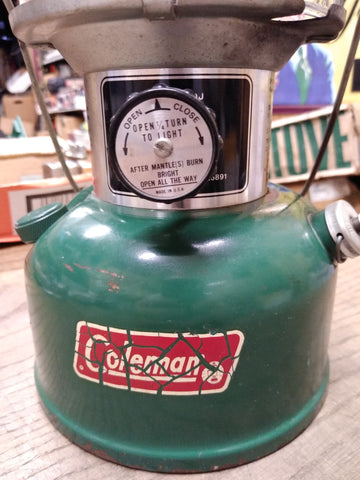 OPEN CLOSE
OPEN ¼ TURN
TO LIGHT
AFTER MANTLE(S) BURN
BRIGHT
OPEN ALL THE WAY
MADE IN U.S.A.
Coleman®